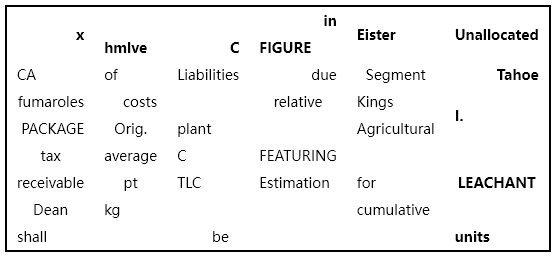 x hmlve C in FIGURE Eister Unallocated
CA of Liabilities due Segment Tahoe
fumaroles costs relative Kings I.
PACKAGE Orig. plant Agricultural
tax average C FEATURING
receivable pt TLC Estimation for LEACHANT
Dean kg cumulative
shall be units